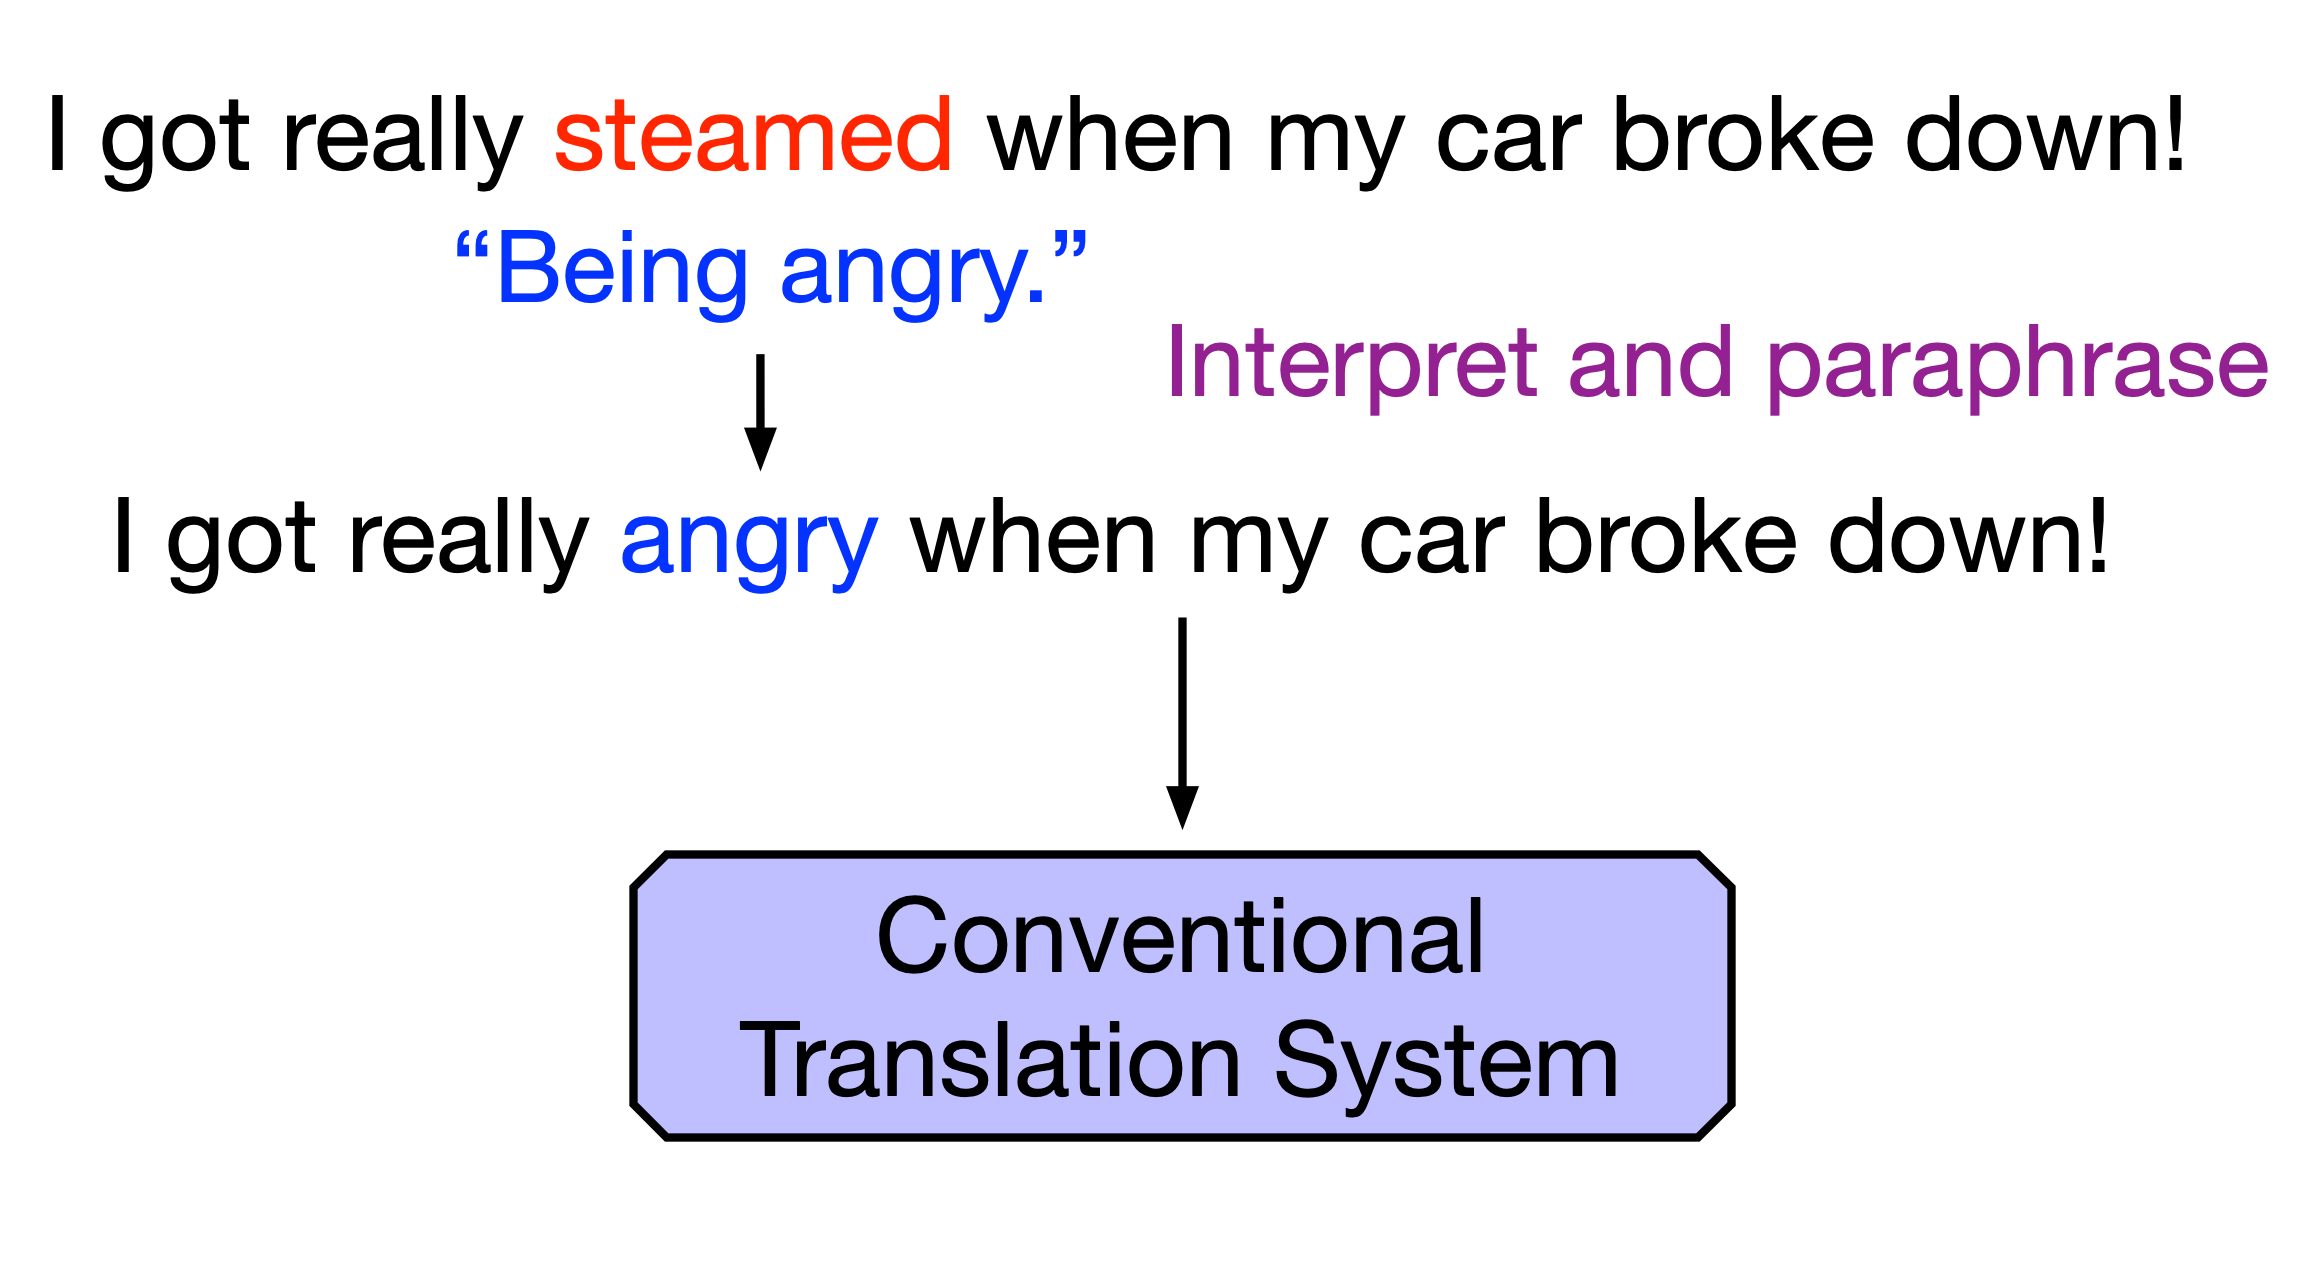 I got really steamed when my car broke down!
“Being angry.”
Interpret and paraphrase
I got really angry when my car broke down!
Conventional
Translation System